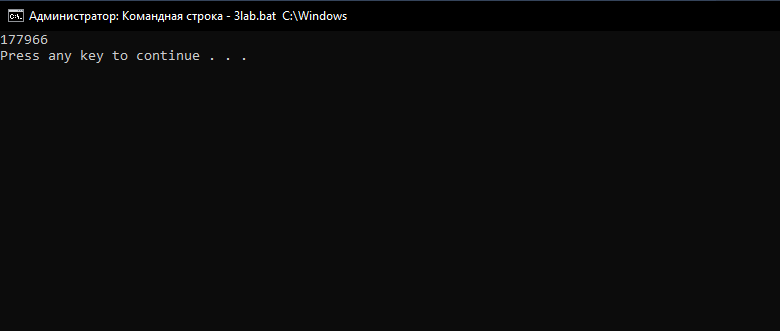 Администратор: Командная строка - 3lab.bat C:\Windows
177966
Press any key to continue . . .